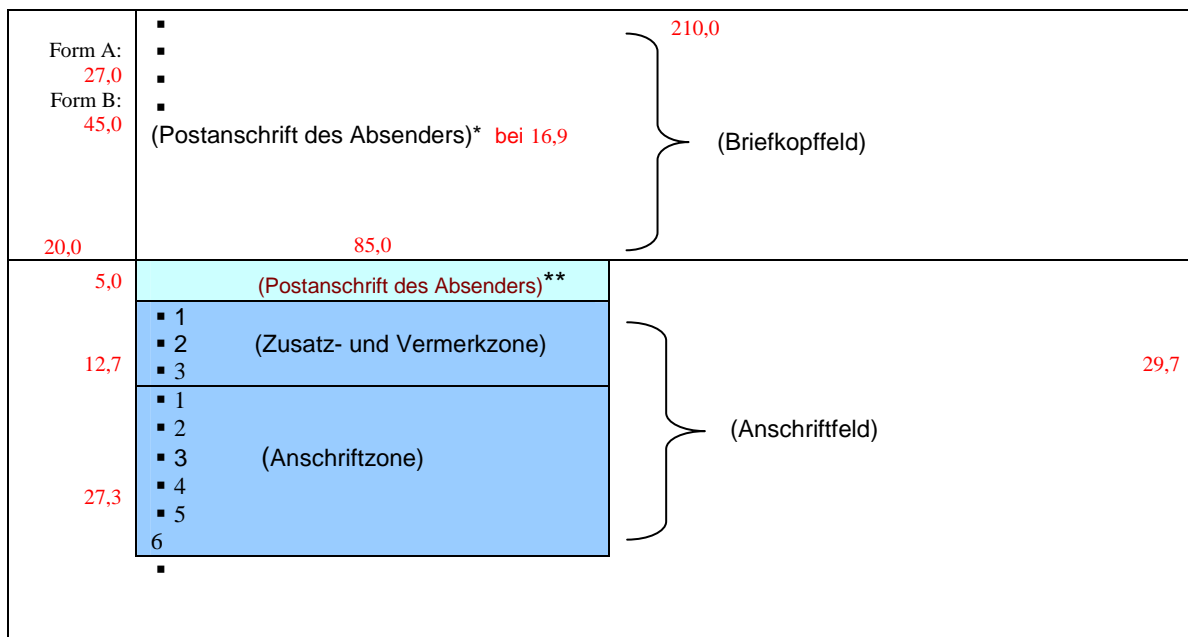 ▪
210,0
Form A:
▪
27,0
▪
Form B:
▪
45,0
(Postanschrift des Absenders)* bei 16,9
(Briefkopffeld)
20,0
85,0
5,0
(Postanschrift des Absenders)**
▪ 1
▪ 2 (Zusatz- und Vermerkzone)
12,7
29,7
▪ 3
▪ 1
▪ 2
(Anschriftfeld)
▪ 3 (Anschriftzone)
▪ 4
27,3
▪ 5
6
▪